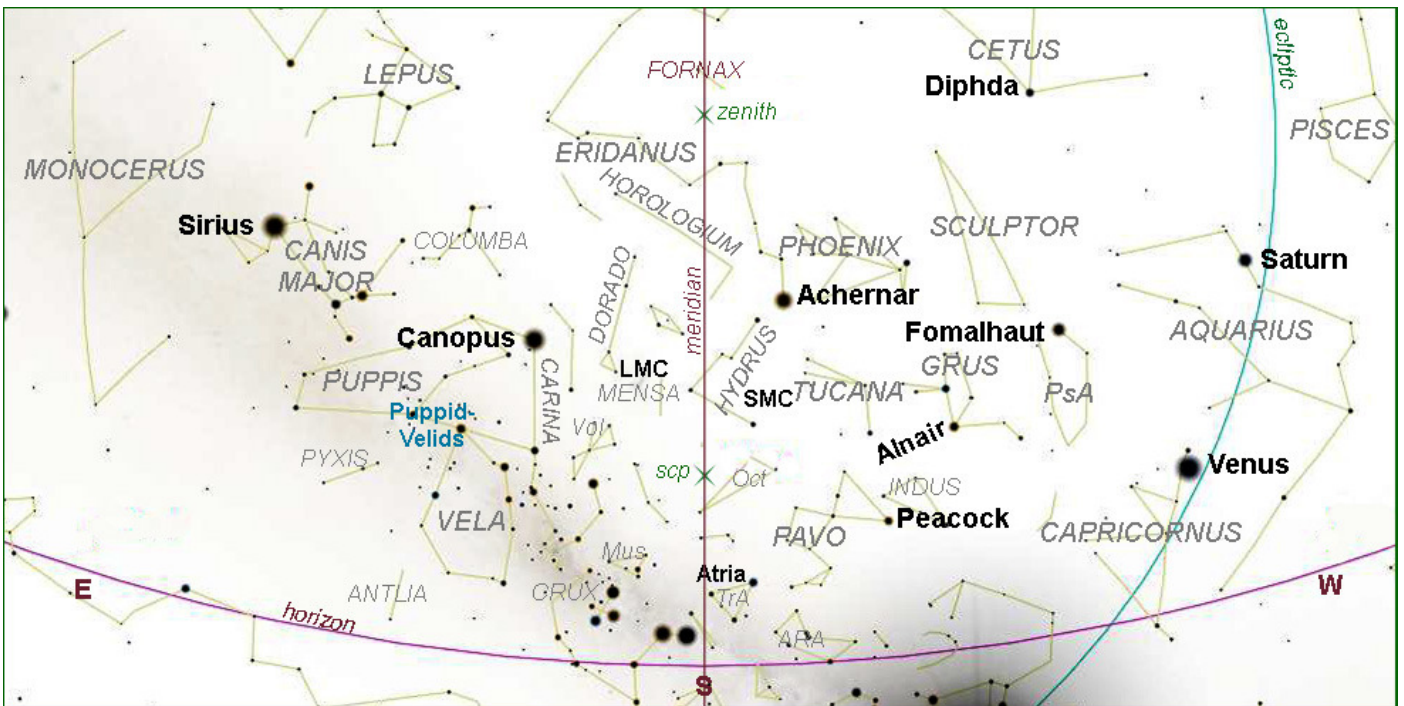 ecliptic
CETUS
LEPUS
FORNAX
Diphda
zenith
PISCES
ERIDANUS
MONOCERUS
HOROLOGIUM
Sirius
CANIS
MAJOR
COLUMBA
DORADO
meridian
PHOENIX
SCULPTOR
Saturn
Achernar
Canopus
Fomalhaut
AQUARIUS
PUPPIS
CARINA
LMC
MENSA
HYDRUS
SMC
TUCANA
GRUS
PsA
Puppid-
Velids
Vol
Alnair
PYXIS
scp
Oct
INDUS
Venus
VELA
PAVO
Peacock
CAPRICORNUS
Mus
E
ANTLIA
CRUX
Atria
TrA
W
horizon
ARA
S